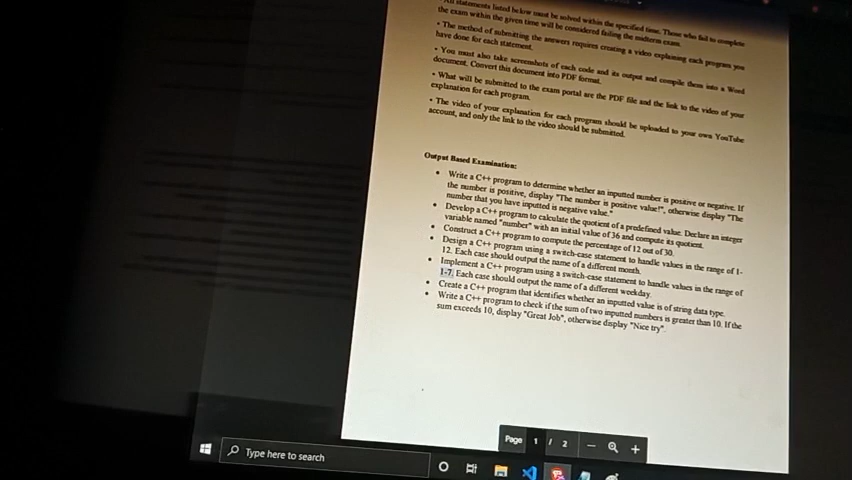 All statements listed below must be solved within the specified time. Those who fail to complete
the exam within the given time will be considered failing the midterm exam.
• The method of submitting the answers requires creating a video explaining each program you
have done for each statement.
• You must also take screenshots of each code and its output and compile them into a Word
document. Convert this document into PDF format.
• What will be submitted to the exam portal are the PDF file and the link to the video of your
explanation for each program.
• The video of your explanation for each program should be uploaded to your own YouTube
account, and only the link to the video should be submitted.
Output Based Examination:
• Write a C++ program to determine whether an inputted number is positive or negative. If
the number is positive, display "The number is positive value!", otherwise display "The
number that you have inputted is negative value."
• Develop a C++ program to calculate the quotient of a predefined value. Declare an integer
variable named "number" with an initial value of 36 and compute its quotient.
• Construct a C++ program to compute the percentage of 12 out of 30.
• Design a C++ program using a switch-case statement to handle values in the range of 1-
12. Each case should output the name of a different month.
• Implement a C++ program using a switch-case statement to handle values in the range of
1-7. Each case should output the name of a different weekday.
• Create a C++ program that identifies whether an inputted value is of string data type.
• Write a C++ program to check if the sum of two inputted numbers is greater than 10. If the
sum exceeds 10, display "Great Job", otherwise display "Nice try".
Page 1 / 2
Type here to search